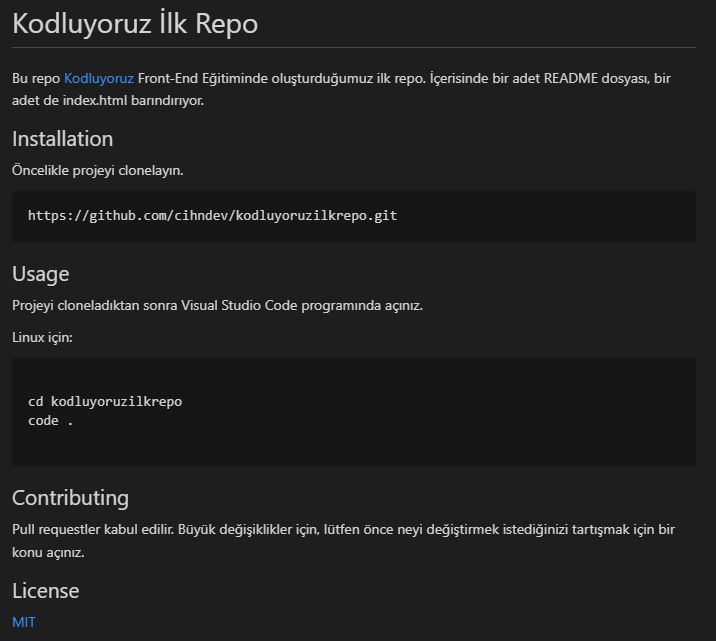 Kodluyoruz İlk Repo
Bu repo Kodluyoruz Front-End Eğitiminde oluşturduğumuz ilk repo. İçerisinde bir adet README dosyası, bir
adet de index.html barındırıyor.
Installation
Öncelikle projeyi clonelayın.
https://github.com/cihndev/kodluyoruzilkrepo.git
Usage
Projeyi cloneladıktan sonra Visual Studio Code programında açınız.
Linux için:
cd kodluyoruzilkrepo
code .
Contributing
Pull requestler kabul edilir. Büyük değişiklikler için, lütfen önce neyi değiştirmek istediğinizi tartışmak için bir
konu açınız.
License
MIT